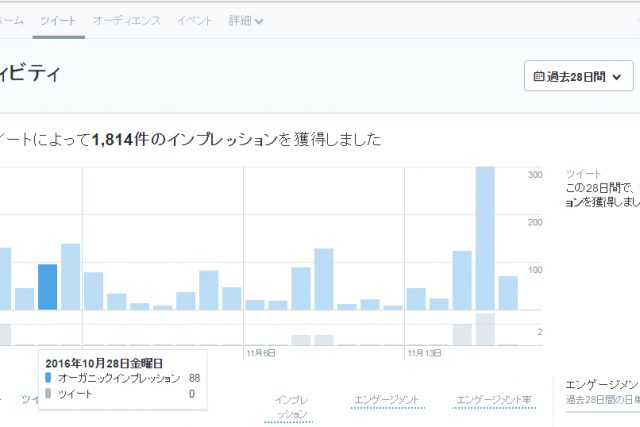 ホーム ツイート オーディエンス イベント 詳細
ィビティ
過去28日間
イートによって1,814件のインプレッションを獲得しました
300
200
100
2
11月6日
11月13日
ツイート
この28日間で、
ョンを獲得しまし
2016年10月28日金曜日
オーガニックインプレッション 88
ツイート 0
ツイ
インプレ
ッション
エンゲージメント
エンゲージメント率
エンゲージメント
過去28日間の日単